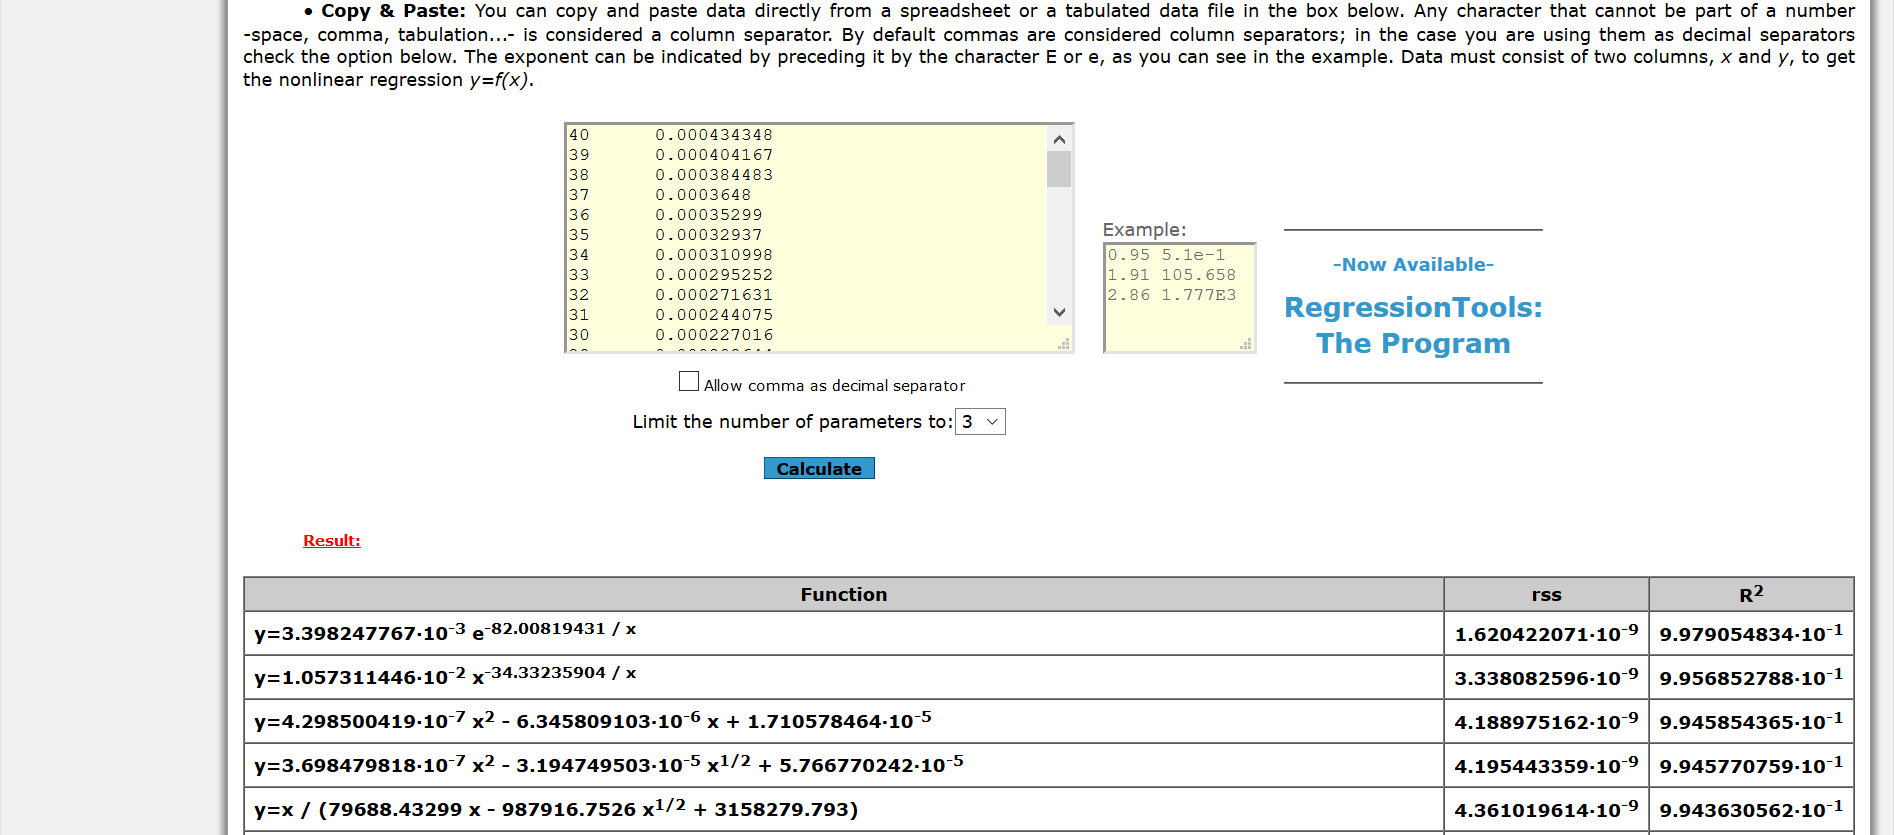 • Copy & Paste: You can copy and paste data directly from a spreadsheet or a tabulated data file in the box below. Any character that cannot be part of a number
-space, comma, tabulation...- is considered a column separator. By default commas are considered column separators; in the case you are using them as decimal separators
check the option below. The exponent can be indicated by preceding it by the character E or e, as you can see in the example. Data must consist of two columns, x and y, to get
the nonlinear regression y=f(x).
40 0.000434348
39 0.000404167
38 0.000384483
37 0.0003648
36 0.00035299
35 0.00032937
34 0.000310998
33 0.000295252
32 0.000271631
31 0.000244075
30 0.000227016
Example:
0.95 5.1e-1
1.91 105.658
2.86 1.777E3
-Now Available-
RegressionTools:
The Program
Allow comma as decimal separator
Limit the number of parameters to: 3
Calculate
Result:
Function rss R²
y=3.398247767·10⁻³ e^-82.00819431 / x 1.620422071·10⁻⁹ 9.979054834·10⁻¹
y=1.057311446·10⁻² x^-34.33235904 / x 3.338082596·10⁻⁹ 9.956852788·10⁻¹
y=4.298500419·10⁻⁷ x² - 6.345809103·10⁻⁶ x + 1.710578464·10⁻⁵ 4.188975162·10⁻⁹ 9.945854365·10⁻¹
y=3.698479818·10⁻⁷ x² - 3.194749503·10⁻⁵ x^1/2 + 5.766770242·10⁻⁵ 4.195443359·10⁻⁹ 9.945770759·10⁻¹
y=x / (79688.43299 x - 987916.7526 x^1/2 + 3158279.793) 4.361019614·10⁻⁹ 9.943630562·10⁻¹